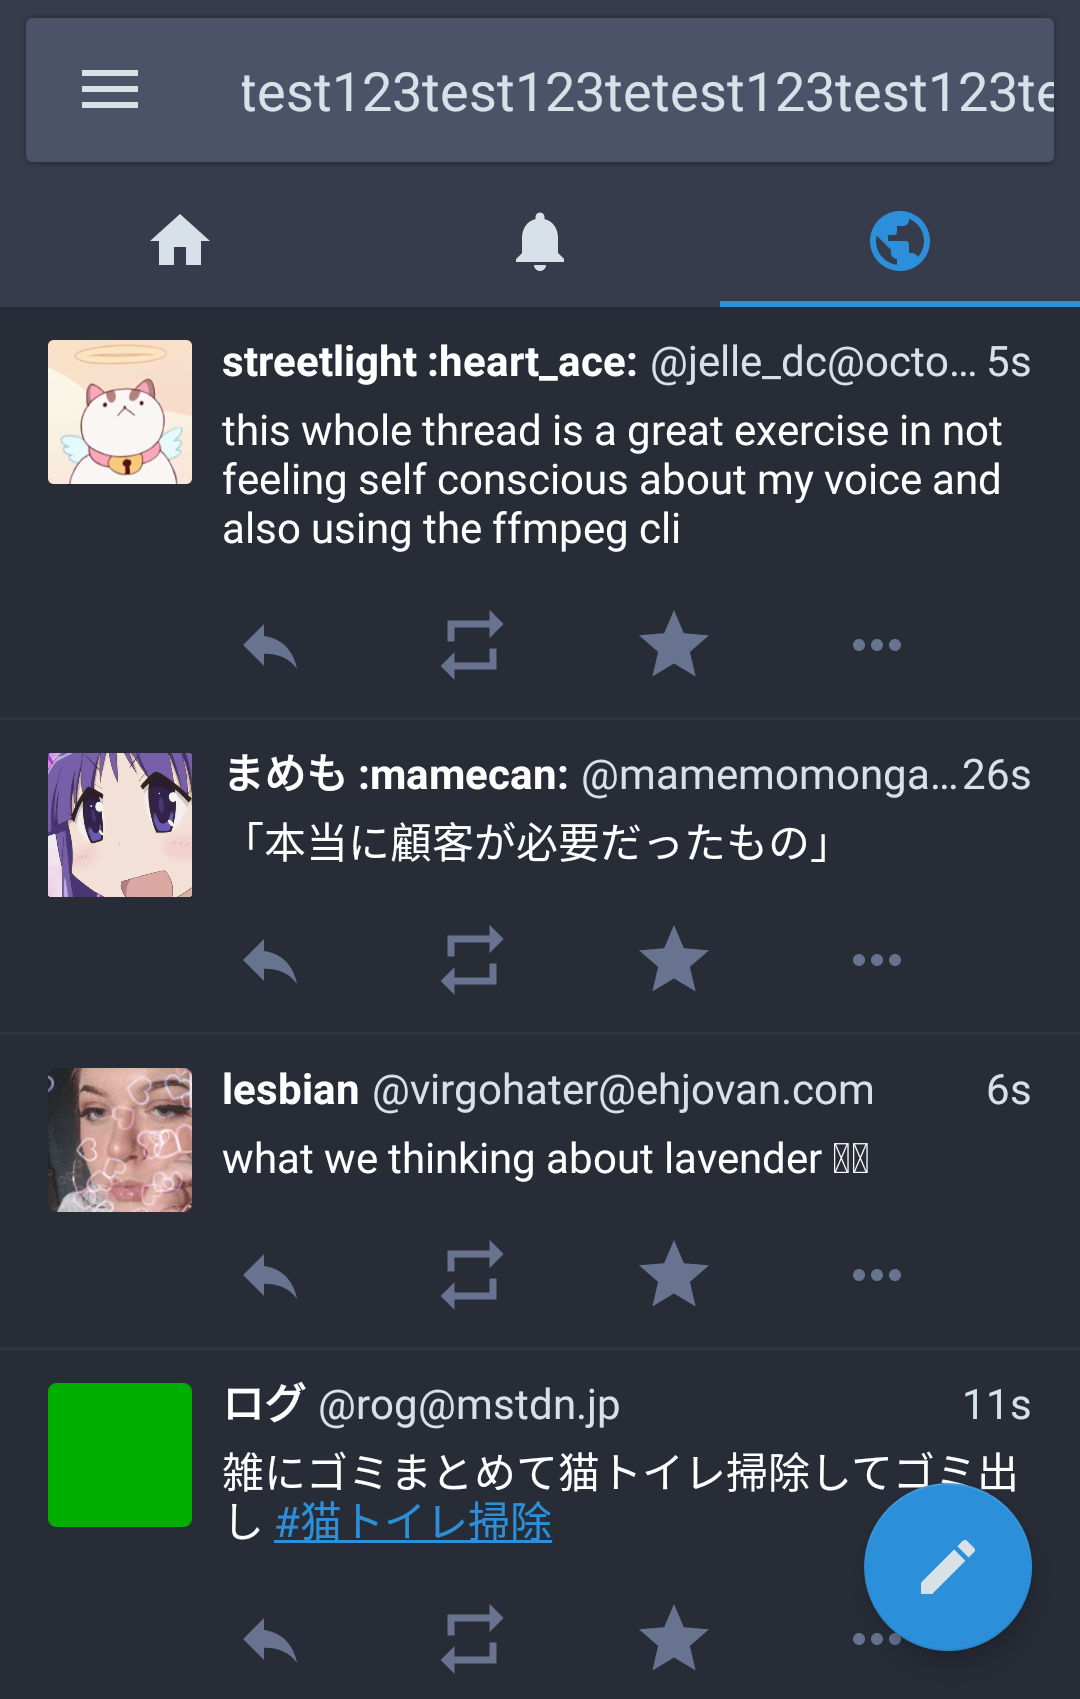 test123test123tetest123test123te
streetlight :heart_ace: @jelle_dc@octo... 5s
this whole thread is a great exercise in not
feeling self conscious about my voice and
also using the ffmpeg cli
まめも :mamecan: @mamemomonga... 26s
「本当に顧客が必要だったもの」
lesbian @virgohater@ehjovan.com 6s
what we thinking about lavender
ログ @rog@mstdn.jp 11s
雑にゴミまとめて猫トイレ掃除してゴミ出
し #猫トイレ掃除